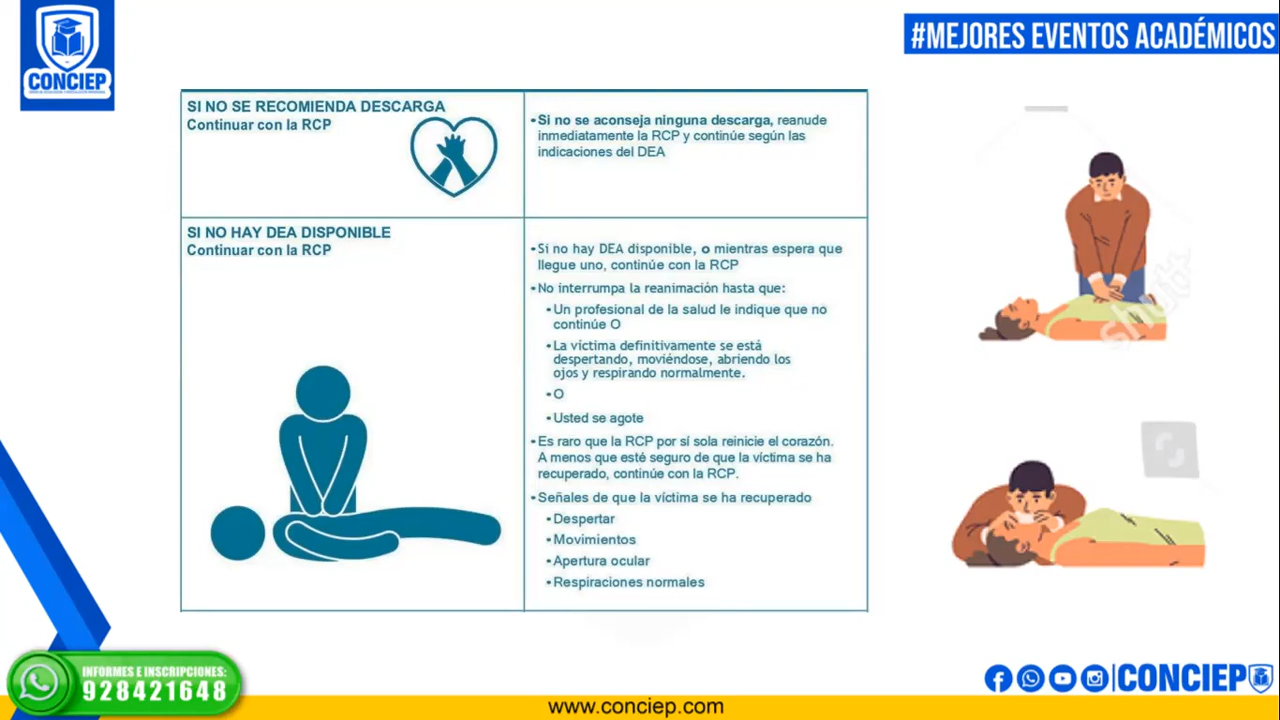 CONCIEP
#MEJORES EVENTOS ACADÉMICOS
SI NO SE RECOMIENDA DESCARGA
Continuar con la RCP
•Si no se aconseja ninguna descarga, reanude
inmediatamente la RCP y continúe según las
indicaciones del DEA
SI NO HAY DEA DISPONIBLE
Continuar con la RCP
•Si no hay DEA disponible, o mientras espera que
llegue uno, continúe con la RCP
•No interrumpa la reanimación hasta que:
•Un profesional de la salud le indique que no
continúe O
•La víctima definitivamente se está
despertando, moviéndose, abriendo los
ojos y respirando normalmente.
•O
•Usted se agote
•Es raro que la RCP por sí sola reinicie el corazón.
A menos que esté seguro de que la víctima se ha
recuperado, continúe con la RCP.
•Señales de que la víctima se ha recuperado
•Despertar
•Movimientos
•Apertura ocular
•Respiraciones normales
INFORMES E INSCRIPCIONES:
928421648
www.conciep.com
CONCIEP